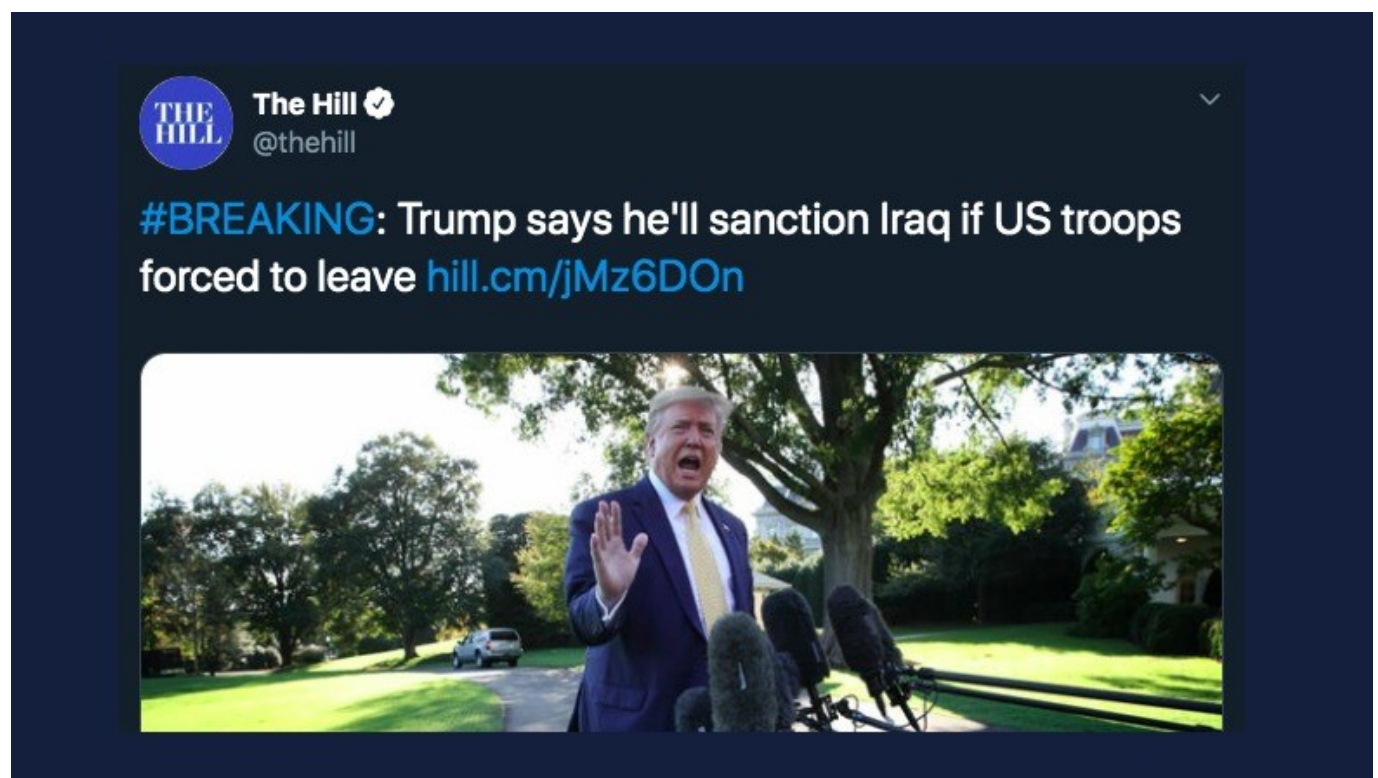 THE
HILL
The Hill
@thehill
#BREAKING: Trump says he'll sanction Iraq if US troops
forced to leave hill.cm/jMz6DOn